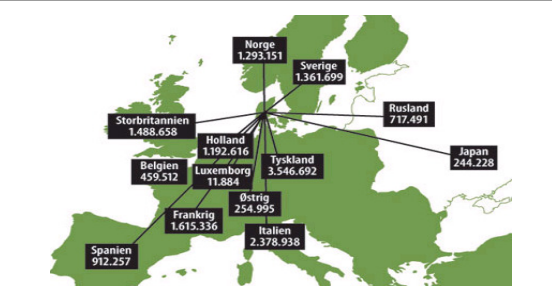 Norge
1.293.151
Sverige
1.361.699
Rusland
717.491
Storbritannien
1.488.658
Holland
1.192.616
Japan
244.228
Belgien
459.512
Luxemborg
11.884
Tyskland
3.546.692
Østrig
254.995
Frankrig
1.615.336
Italien
2.378.938
Spanien
912.257